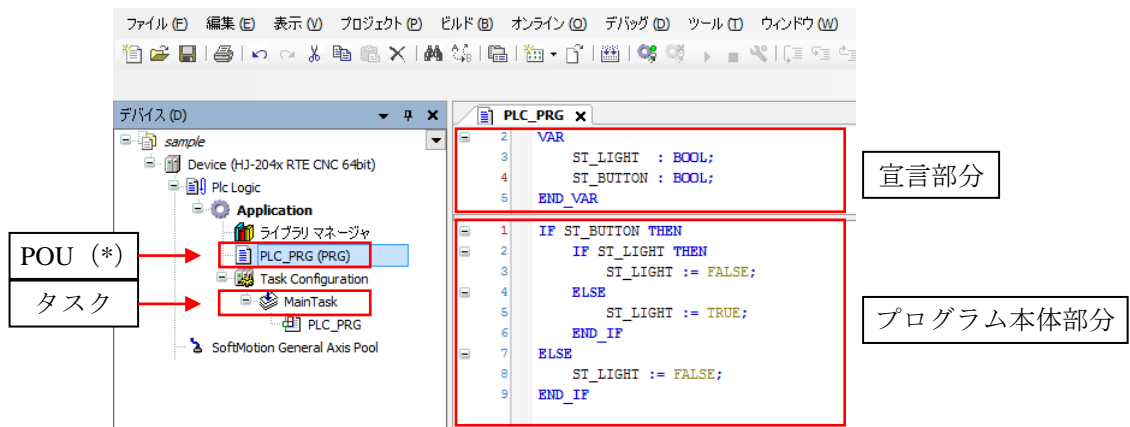 ファイル(F) 編集(E) 表示(V) プロジェクト(P) ビルド(B) オンライン(O) デバッグ(D) ツール(T) ウィンドウ(W)
デバイス(D)
sample
Device (HJ-204x RTE CNC 64bit)
Plc Logic
Application
ライブラリ マネージャ
PLC_PRG (PRG)
Task Configuration
MainTask
PLC_PRG
SoftMotion General Axis Pool
POU(*)
タスク
PLC_PRG
2 VAR
3 ST_LIGHT : BOOL;
4 ST_BUTTON : BOOL;
5 END_VAR
宣言部分
1 IF ST_BUTTON THEN
2 IF ST_LIGHT THEN
3 ST_LIGHT := FALSE;
4 ELSE
5 ST_LIGHT := TRUE;
6 END_IF
7 ELSE
8 ST_LIGHT := FALSE;
9 END_IF
プログラム本体部分